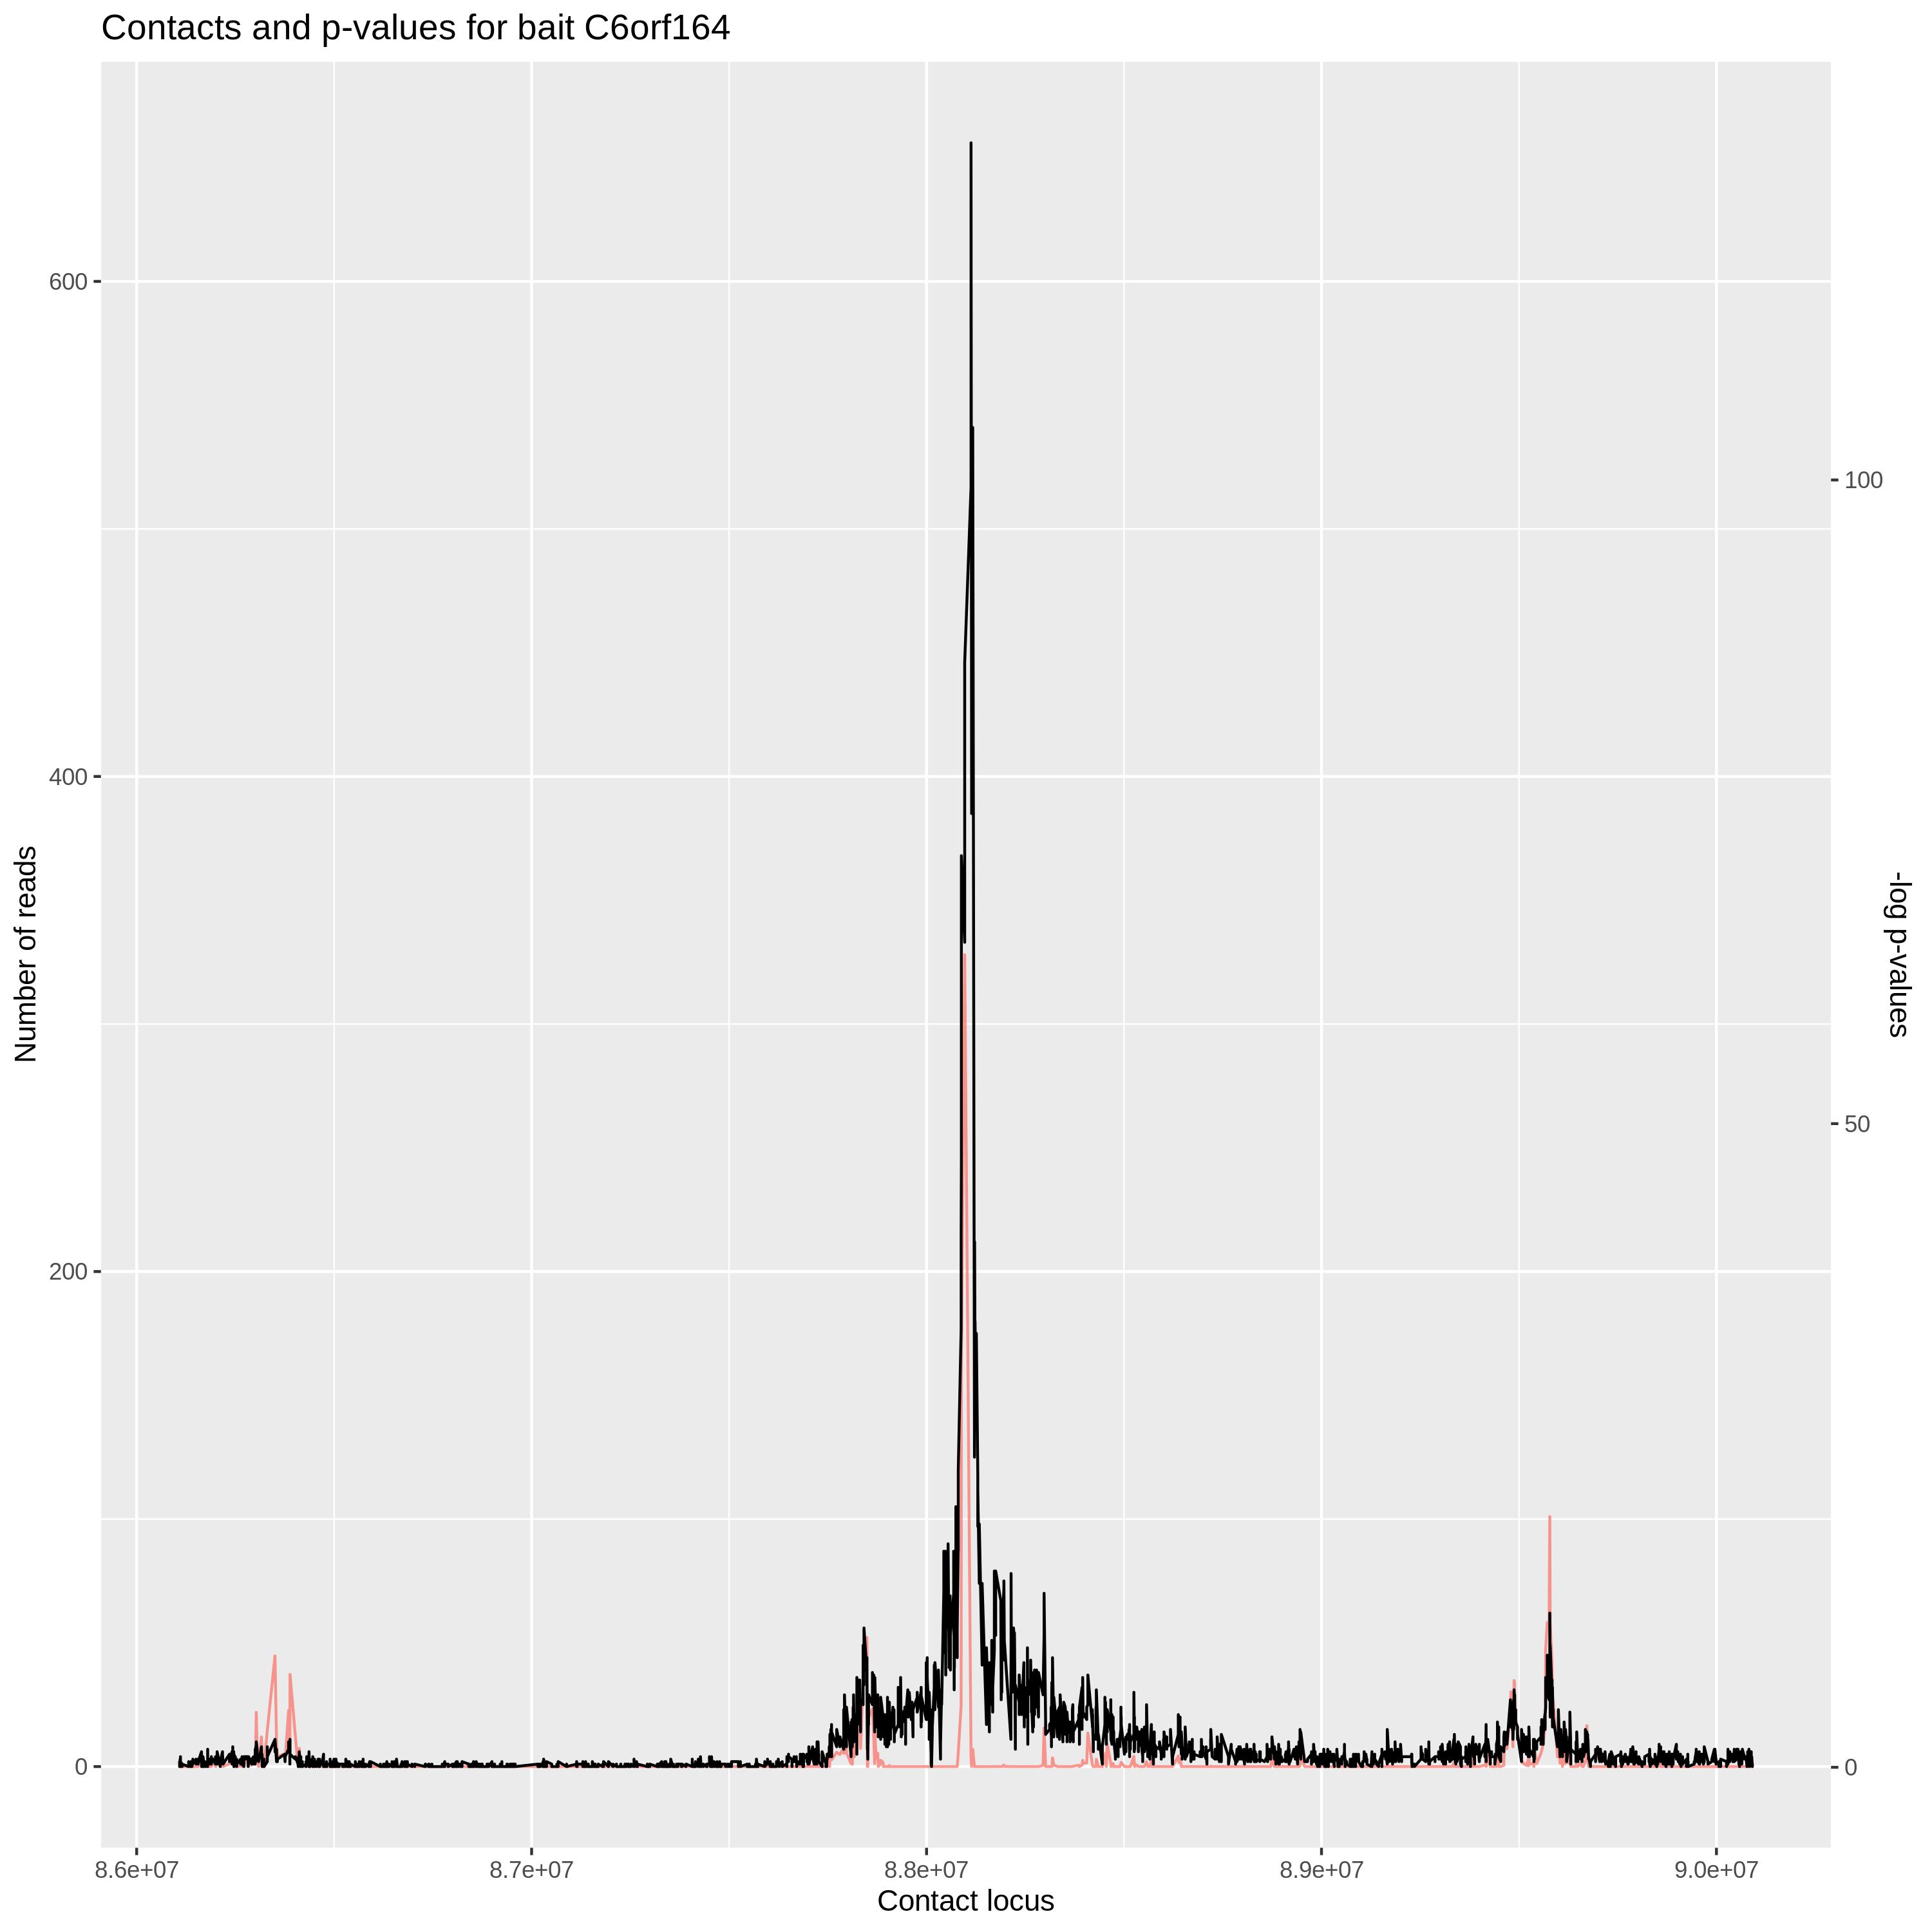 Contacts and p-values for bait C6orf164
600
400
200
0
100
50
0
Number of reads
-log p-values
8.6e+07 8.7e+07 8.8e+07 8.9e+07 9.0e+07
Contact locus